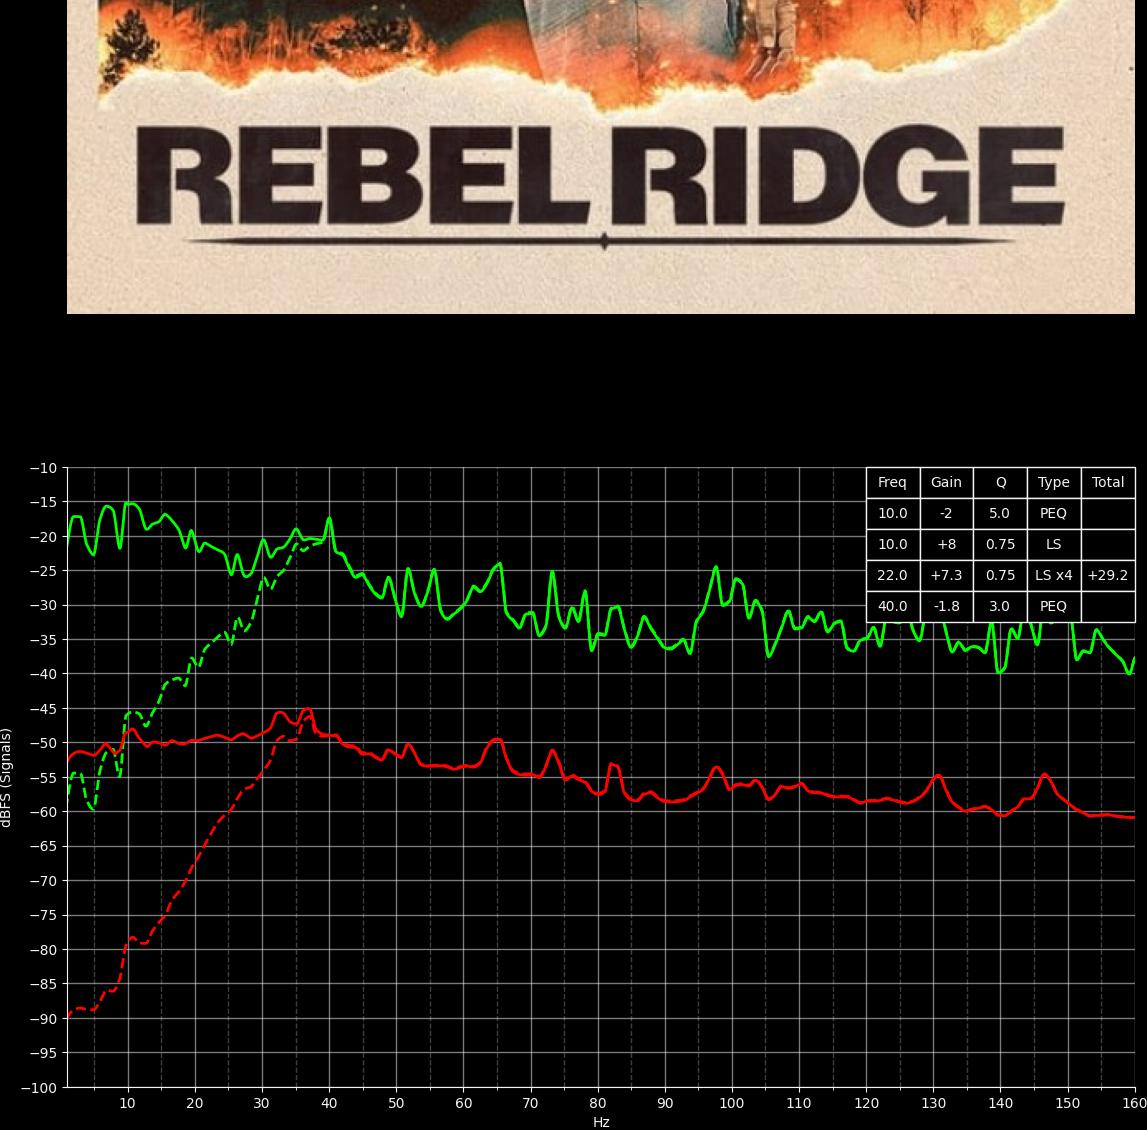 REBEL RIDGE
Freq Gain Q Type Total
10.0 -2 5.0 PEQ
10.0 +8 0.75 LS
22.0 +7.3 0.75 LS x4 +29.2
40.0 -1.8 3.0 PEQ
−10
−15
−20
−25
−30
−35
−40
−45
−50
−55
−60
−65
−70
−75
−80
−85
−90
−95
−100
dBFS (Signals)
10 20 30 40 50 60 70 80 90 100 110 120 130 140 150 160
Hz